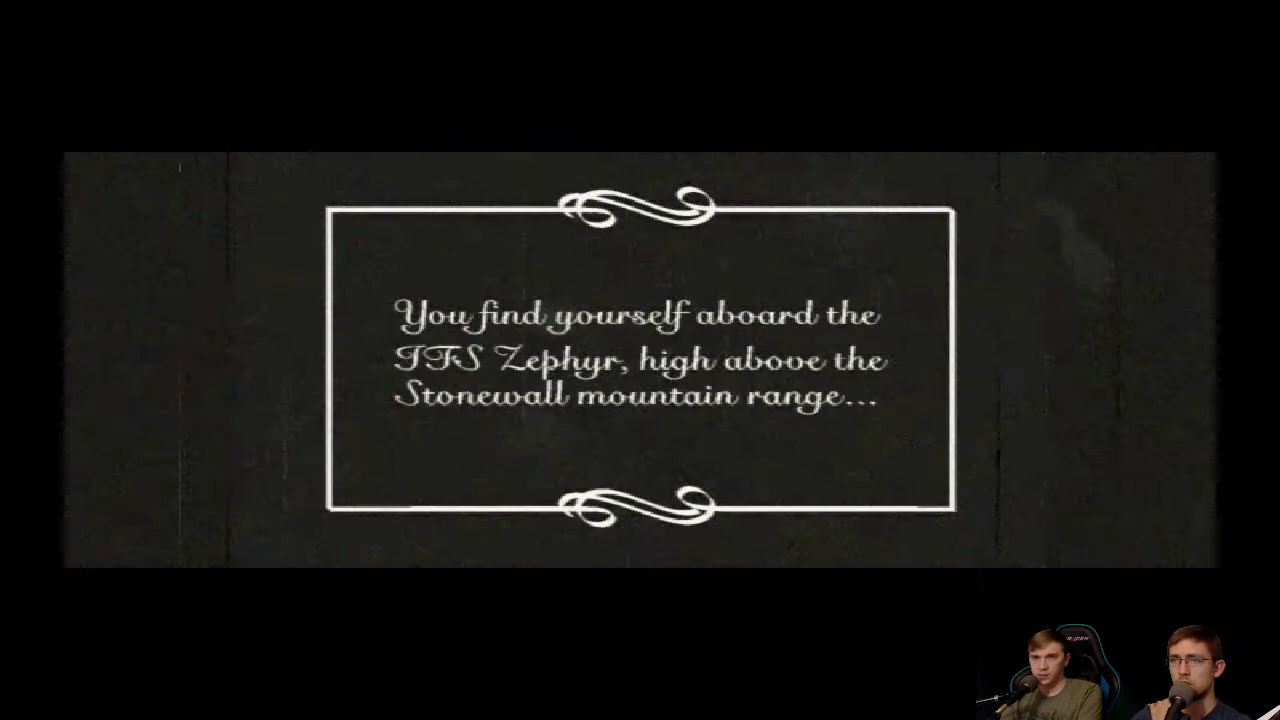 You find yourself aboard the
IFS Zephyr, high above the
Stonewall mountain range...